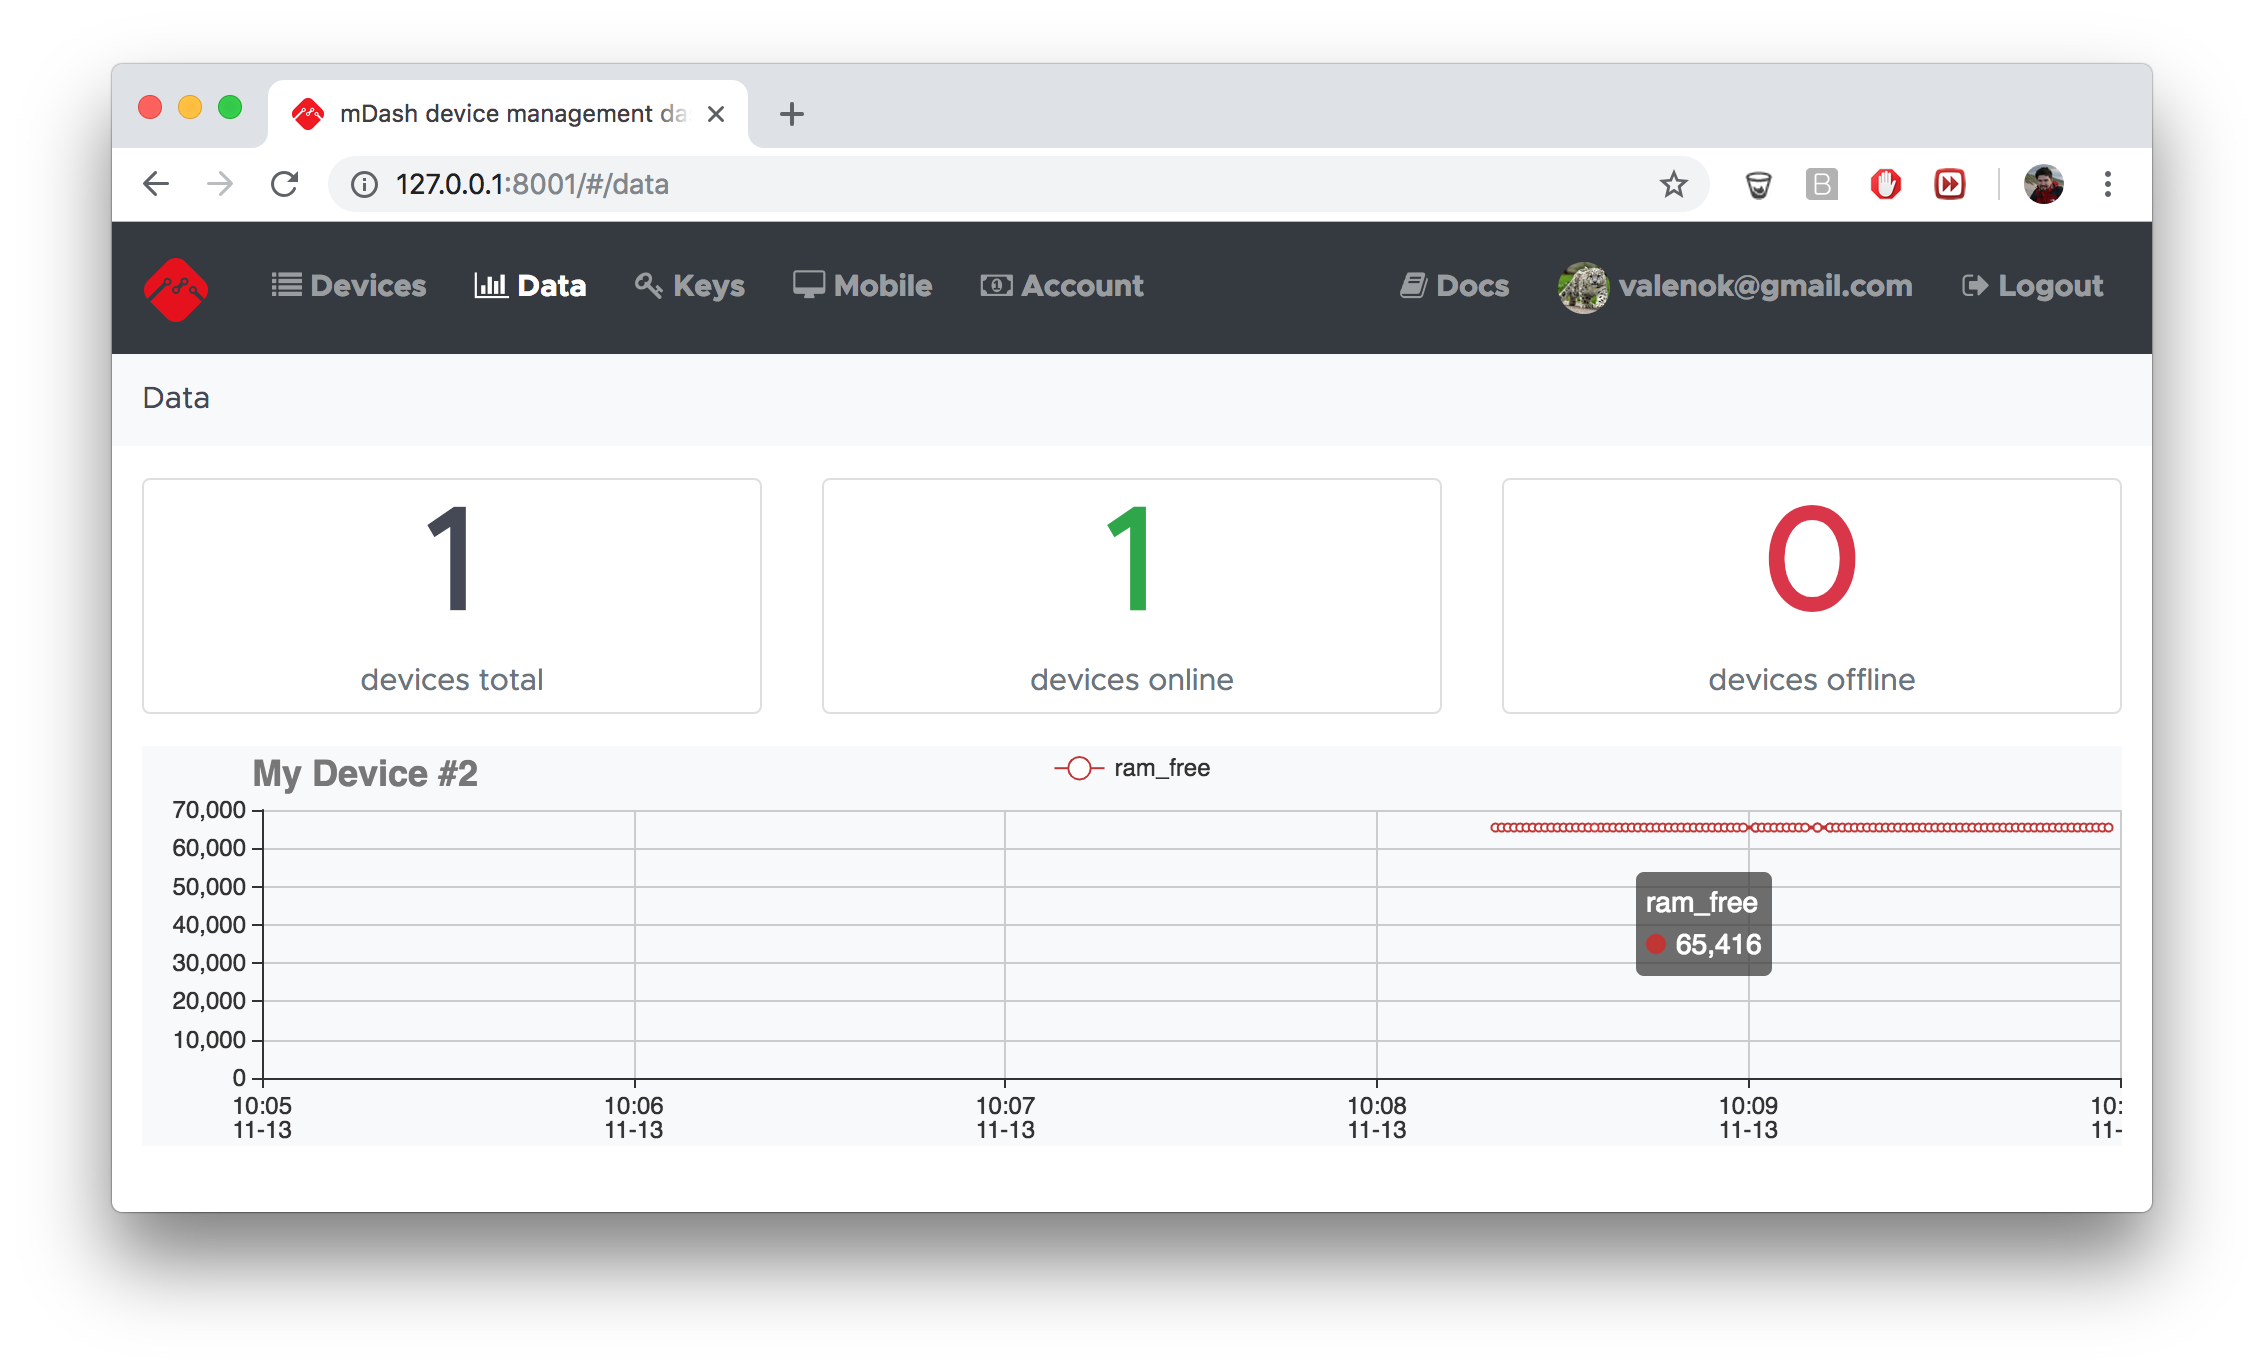 mDash device management da
127.0.0.1:8001/#/data
B
Devices Data Keys Mobile Account Docs valenok@gmail.com Logout
Data
1
devices total
1
devices online
0
devices offline
My Device #2
ram_free
70,000
60,000
50,000
40,000
30,000
20,000
10,000
0
ram_free
65,416
10:05
11-13
10:06
11-13
10:07
11-13
10:08
11-13
10:09
11-13
10:
11-